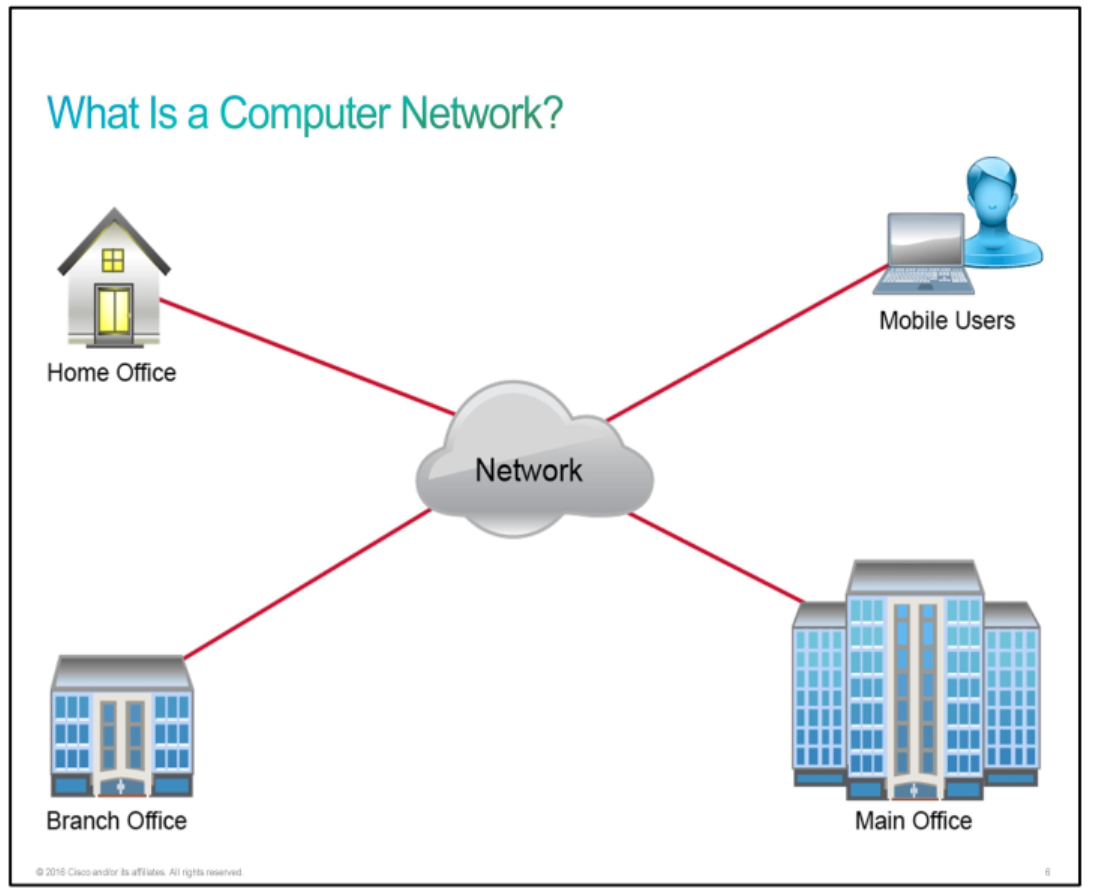 What Is a Computer Network?
Mobile Users
Home Office
Network
Branch Office
Main Office
© 2016 Cisco and/or its affiliates. All rights reserved.
6